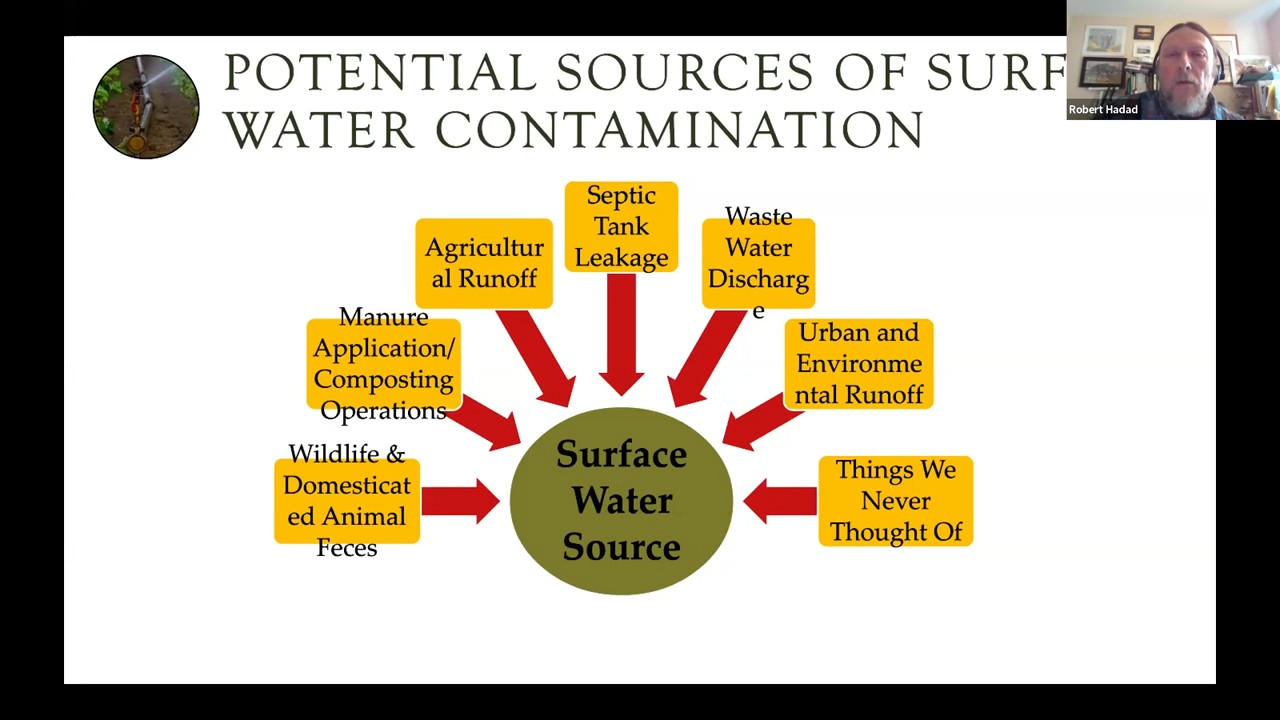 POTENTIAL SOURCES OF SURF
WATER CONTAMINATION
Robert Hadad
Septic
Tank
Leakage
Agricultur
al Runoff
Waste
Water
Discharg
e
Manure
Application/
Composting
Operations
Urban and
Environme
ntal Runoff
Wildlife &
Domesticat
ed Animal
Feces
Surface
Water
Source
Things We
Never
Thought Of